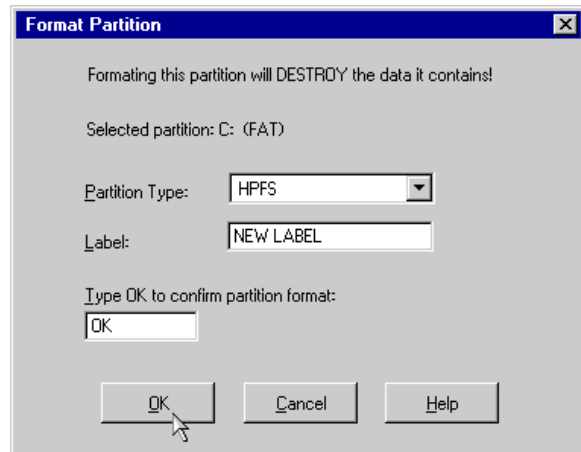 Format Partition
Formating this partition will DESTROY the data it contains!
Selected partition: C: (FAT)
Partition Type: HPFS
Label: NEW LABEL
Type OK to confirm partition format:
OK
OK Cancel Help